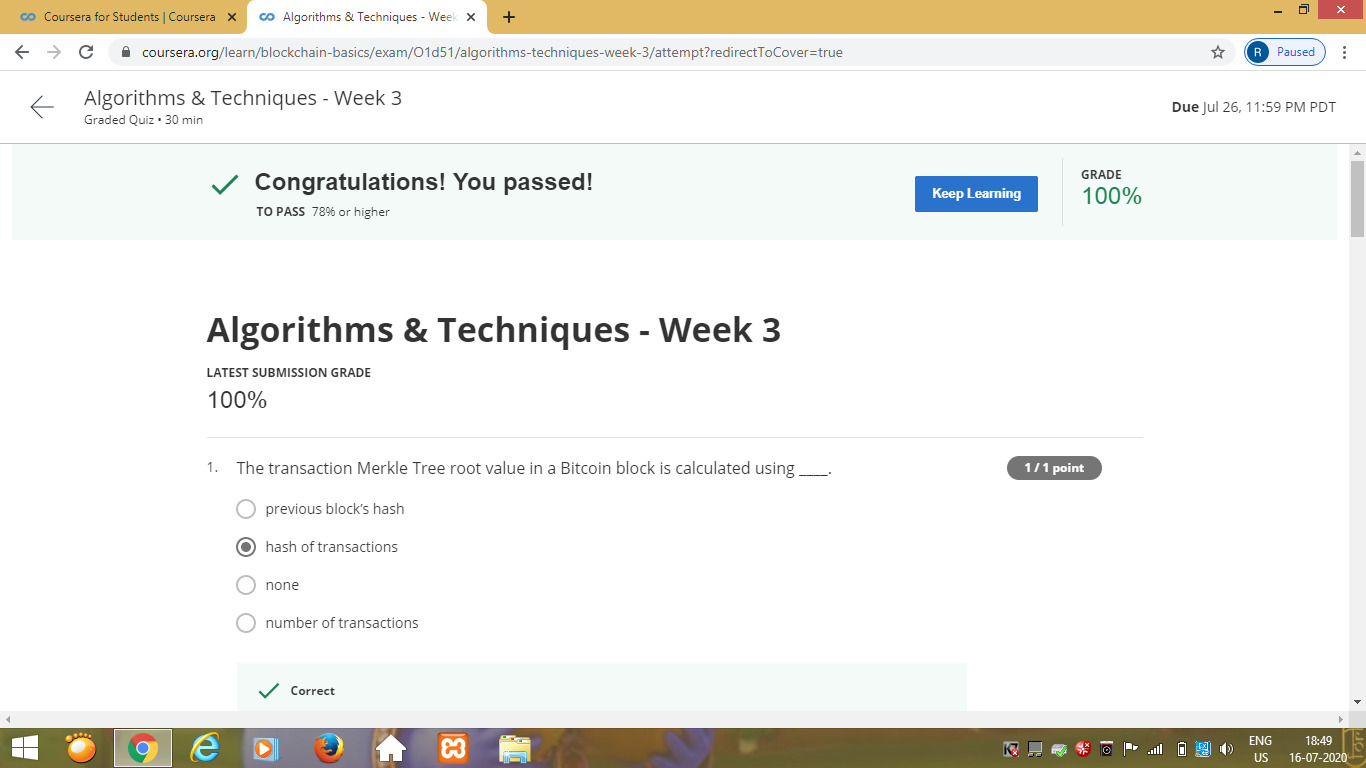 Coursera for Students | Coursera
Algorithms & Techniques - Week
coursera.org/learn/blockchain-basics/exam/O1d51/algorithms-techniques-week-3/attempt?redirectToCover=true
R Paused
Algorithms & Techniques - Week 3
Graded Quiz • 30 min
Due Jul 26, 11:59 PM PDT
Congratulations! You passed!
TO PASS 78% or higher
Keep Learning
GRADE
100%
Algorithms & Techniques - Week 3
LATEST SUBMISSION GRADE
100%
1. The transaction Merkle Tree root value in a Bitcoin block is calculated using ____.
1 / 1 point
previous block’s hash
hash of transactions
none
number of transactions
Correct
ENG
US
18:49
16-07-2020